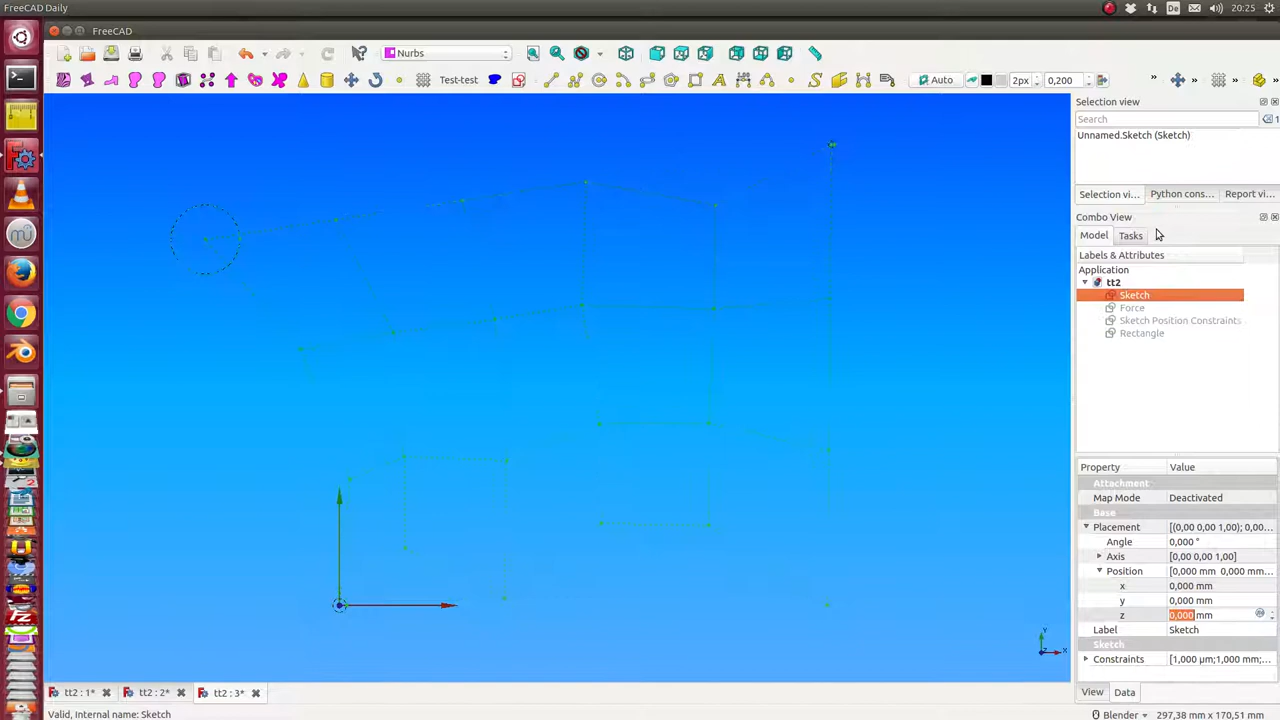 FreeCAD Daily
De
20:25
FreeCAD
Nurbs
Test-test
Auto
2px
0,200
Selection view
Search
1
Unnamed.Sketch (Sketch)
Selection vi...
Python cons...
Report vi...
Combo View
Model
Tasks
Labels & Attributes
Application
tt2
Sketch
Force
Sketch Position Constraints
Rectangle
Property Value
Attachment
Map Mode Deactivated
Base
Placement [(0,00 0,00 1,00); 0,00...
Angle 0,000 °
Axis [0,00 0,00 1,00]
Position [0,000 mm 0,000 mm...
x 0,000 mm
y 0,000 mm
z 0,000 mm
Label Sketch
Sketch
Constraints [1,000 µm;1,000 mm;...
View
Data
Y
Z
X
tt2 : 1*
tt2 : 2*
tt2 : 3*
Valid, Internal name: Sketch
Blender
297,38 mm x 170,51 mm